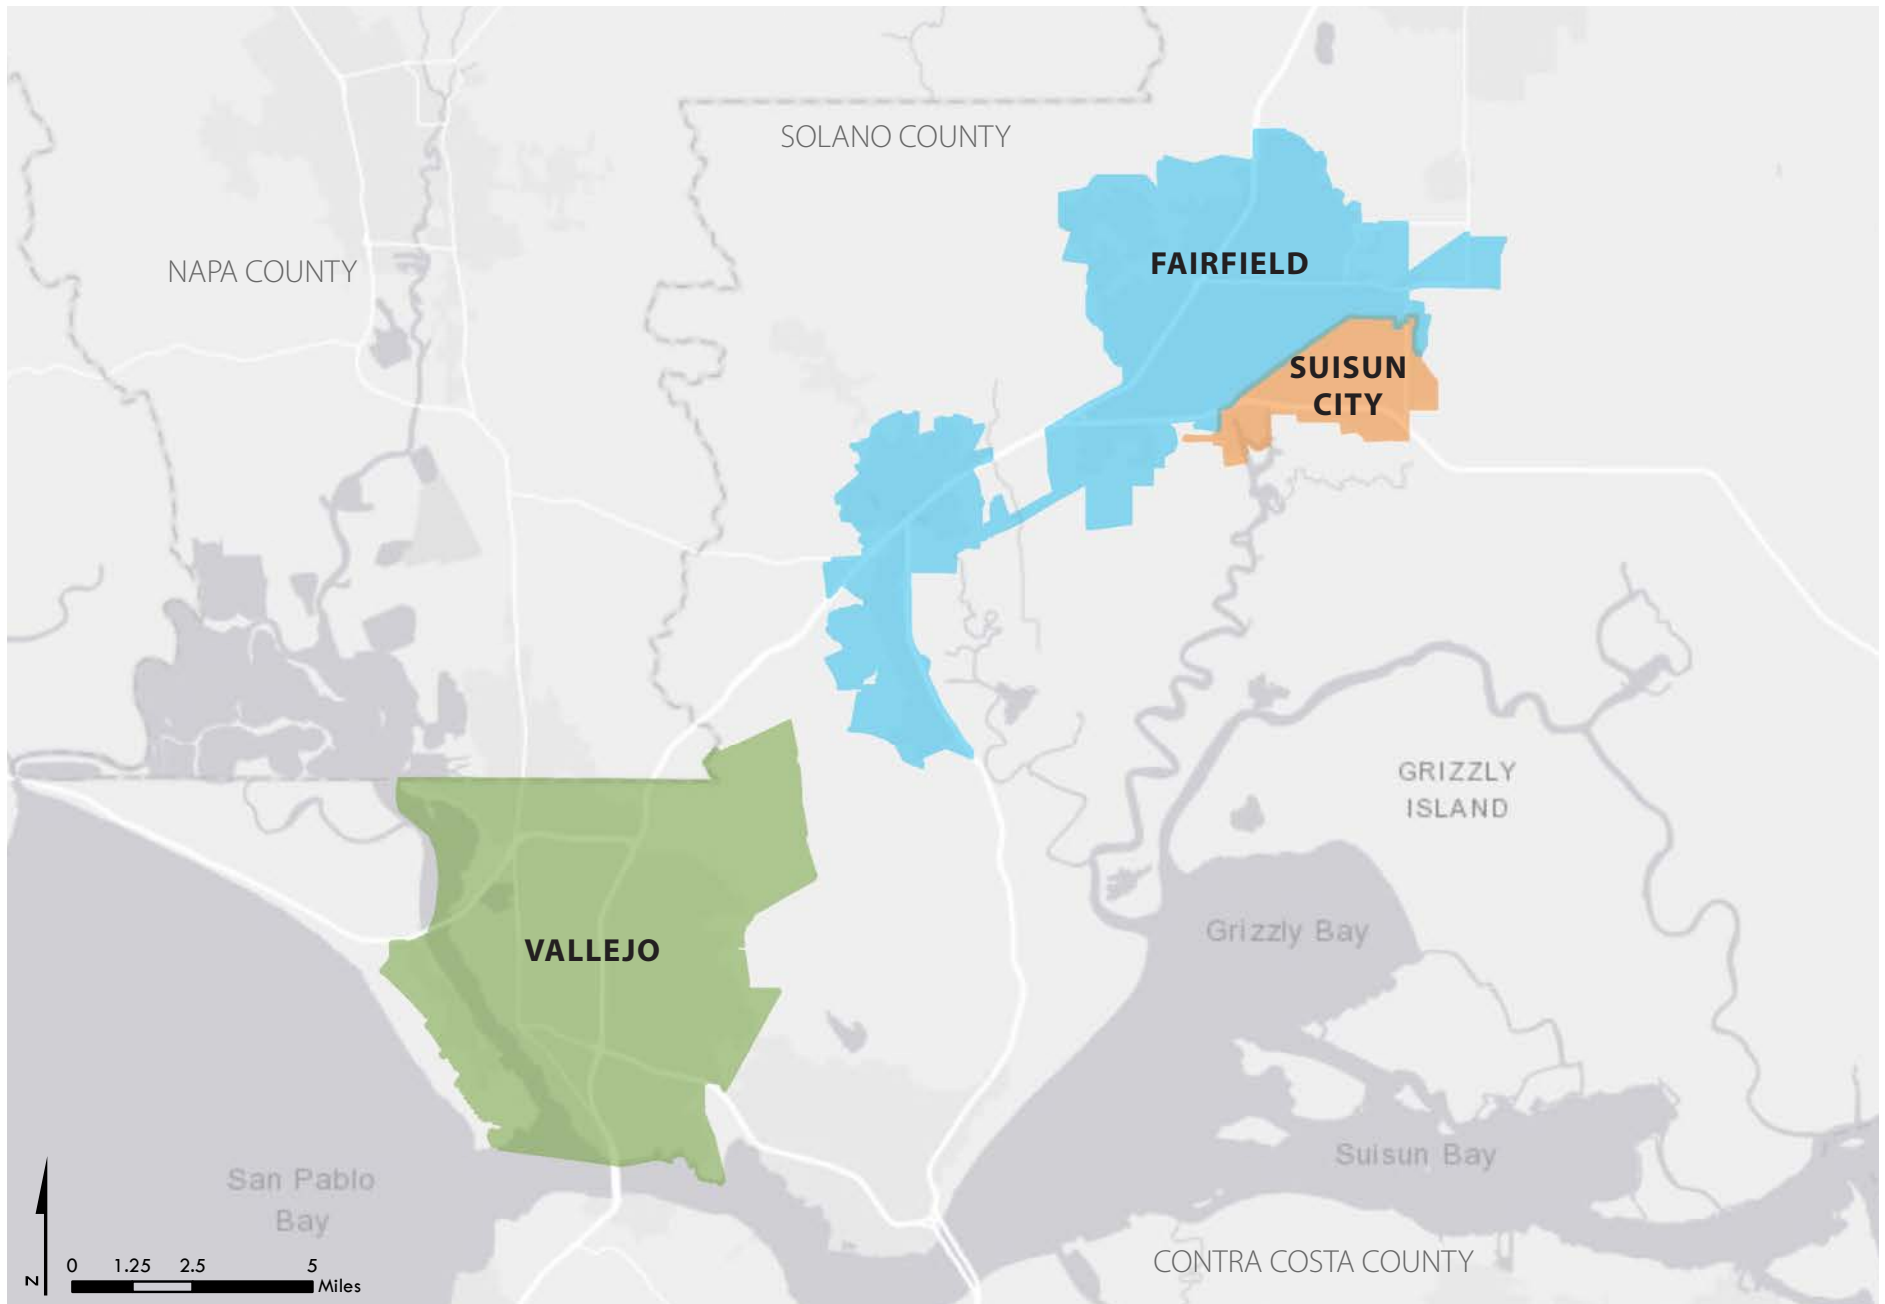 SOLANO COUNTY
NAPA COUNTY
FAIRFIELD
SUISUN
CITY
GRIZZLY
ISLAND
Grizzly Bay
VALLEJO
Suisun Bay
San Pablo
Bay
CONTRA COSTA COUNTY
N
0 1.25 2.5 5
Miles